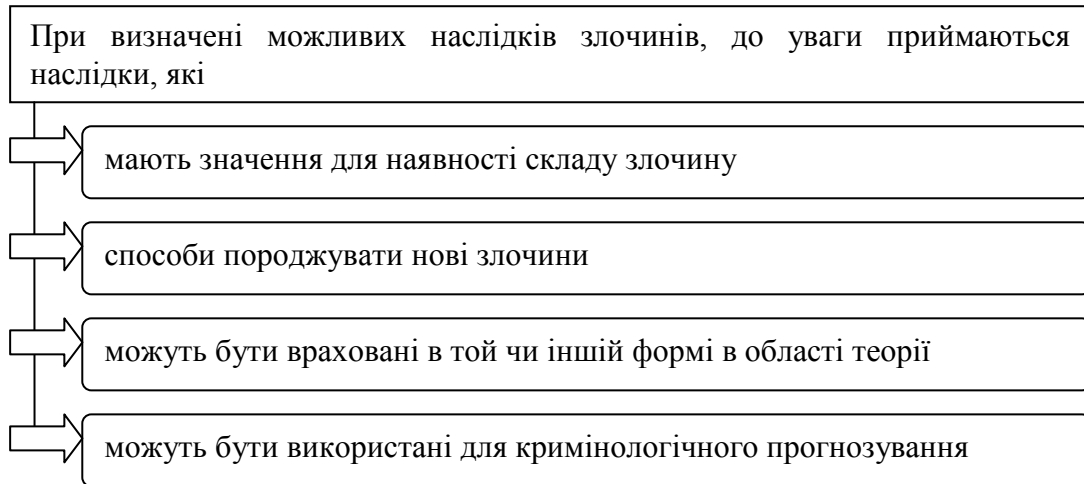 При визначені можливих наслідків злочинів, до уваги приймаються
наслідки, які
мають значення для наявності складу злочину
способи породжувати нові злочини
можуть бути враховані в той чи іншій формі в області теорії
можуть бути використані для кримінологічного прогнозування